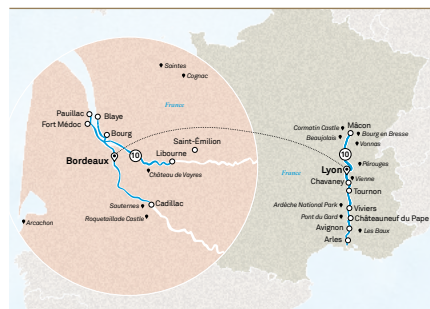 Saintes
Cognac
France
Pauillac
Blaye
Fort Médoc
Bourg
Saint-Émilion
10
Libourne
Bordeaux
Château de Vayres
Cadillac
Sauternes
Roquetaillade Castle
Arcachon
Cormatin Castle
Mâcon
Bourg en Bresse
Beaujolais
Vonnas
10
Pérouges
Lyon
France
Vienne
Chavaney
Tournon
Ardèche National Park
Viviers
Pont du Gard
Châteauneuf du Pape
Avignon
Les Baux
Arles